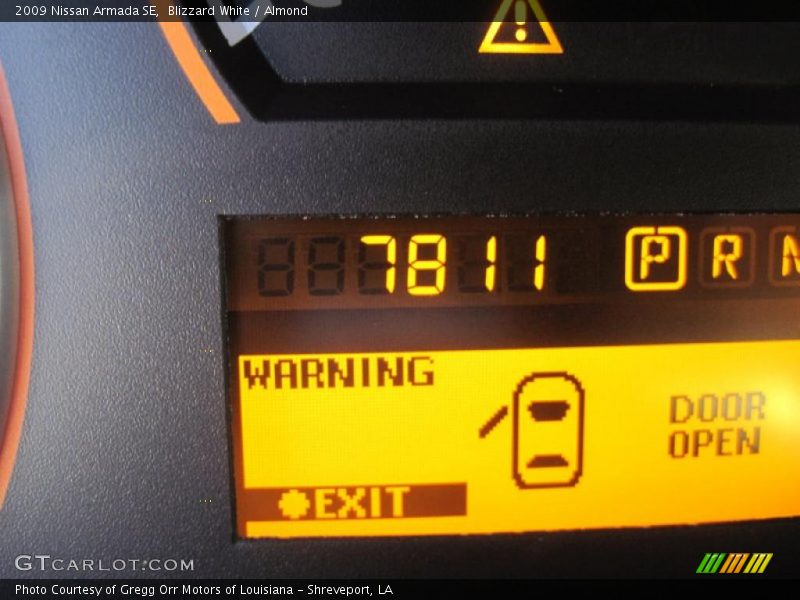 2009 Nissan Armada SE,  Blizzard White / Almond
7811 P R N
WARNING
DOOR
OPEN
✽EXIT
GTCARLOT.COM
Photo Courtesy of Gregg Orr Motors of Louisiana – Shreveport, LA